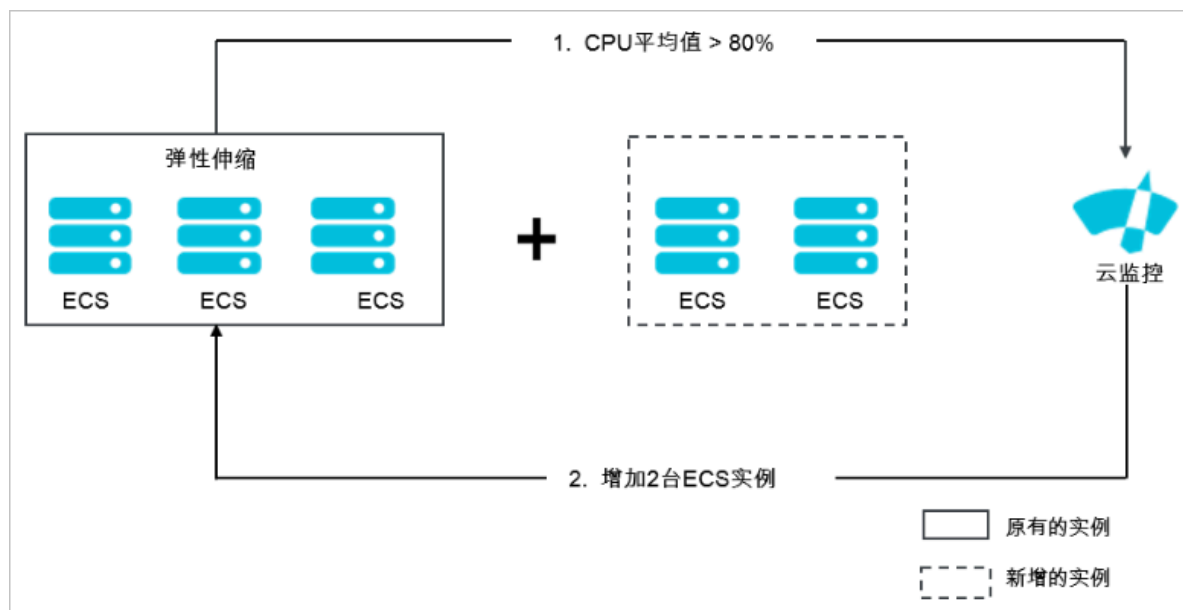 1. CPU平均值 > 80%
弹性伸缩
ECS ECS ECS
ECS ECS
云监控
2. 增加2台ECS实例
原有的实例
新增的实例